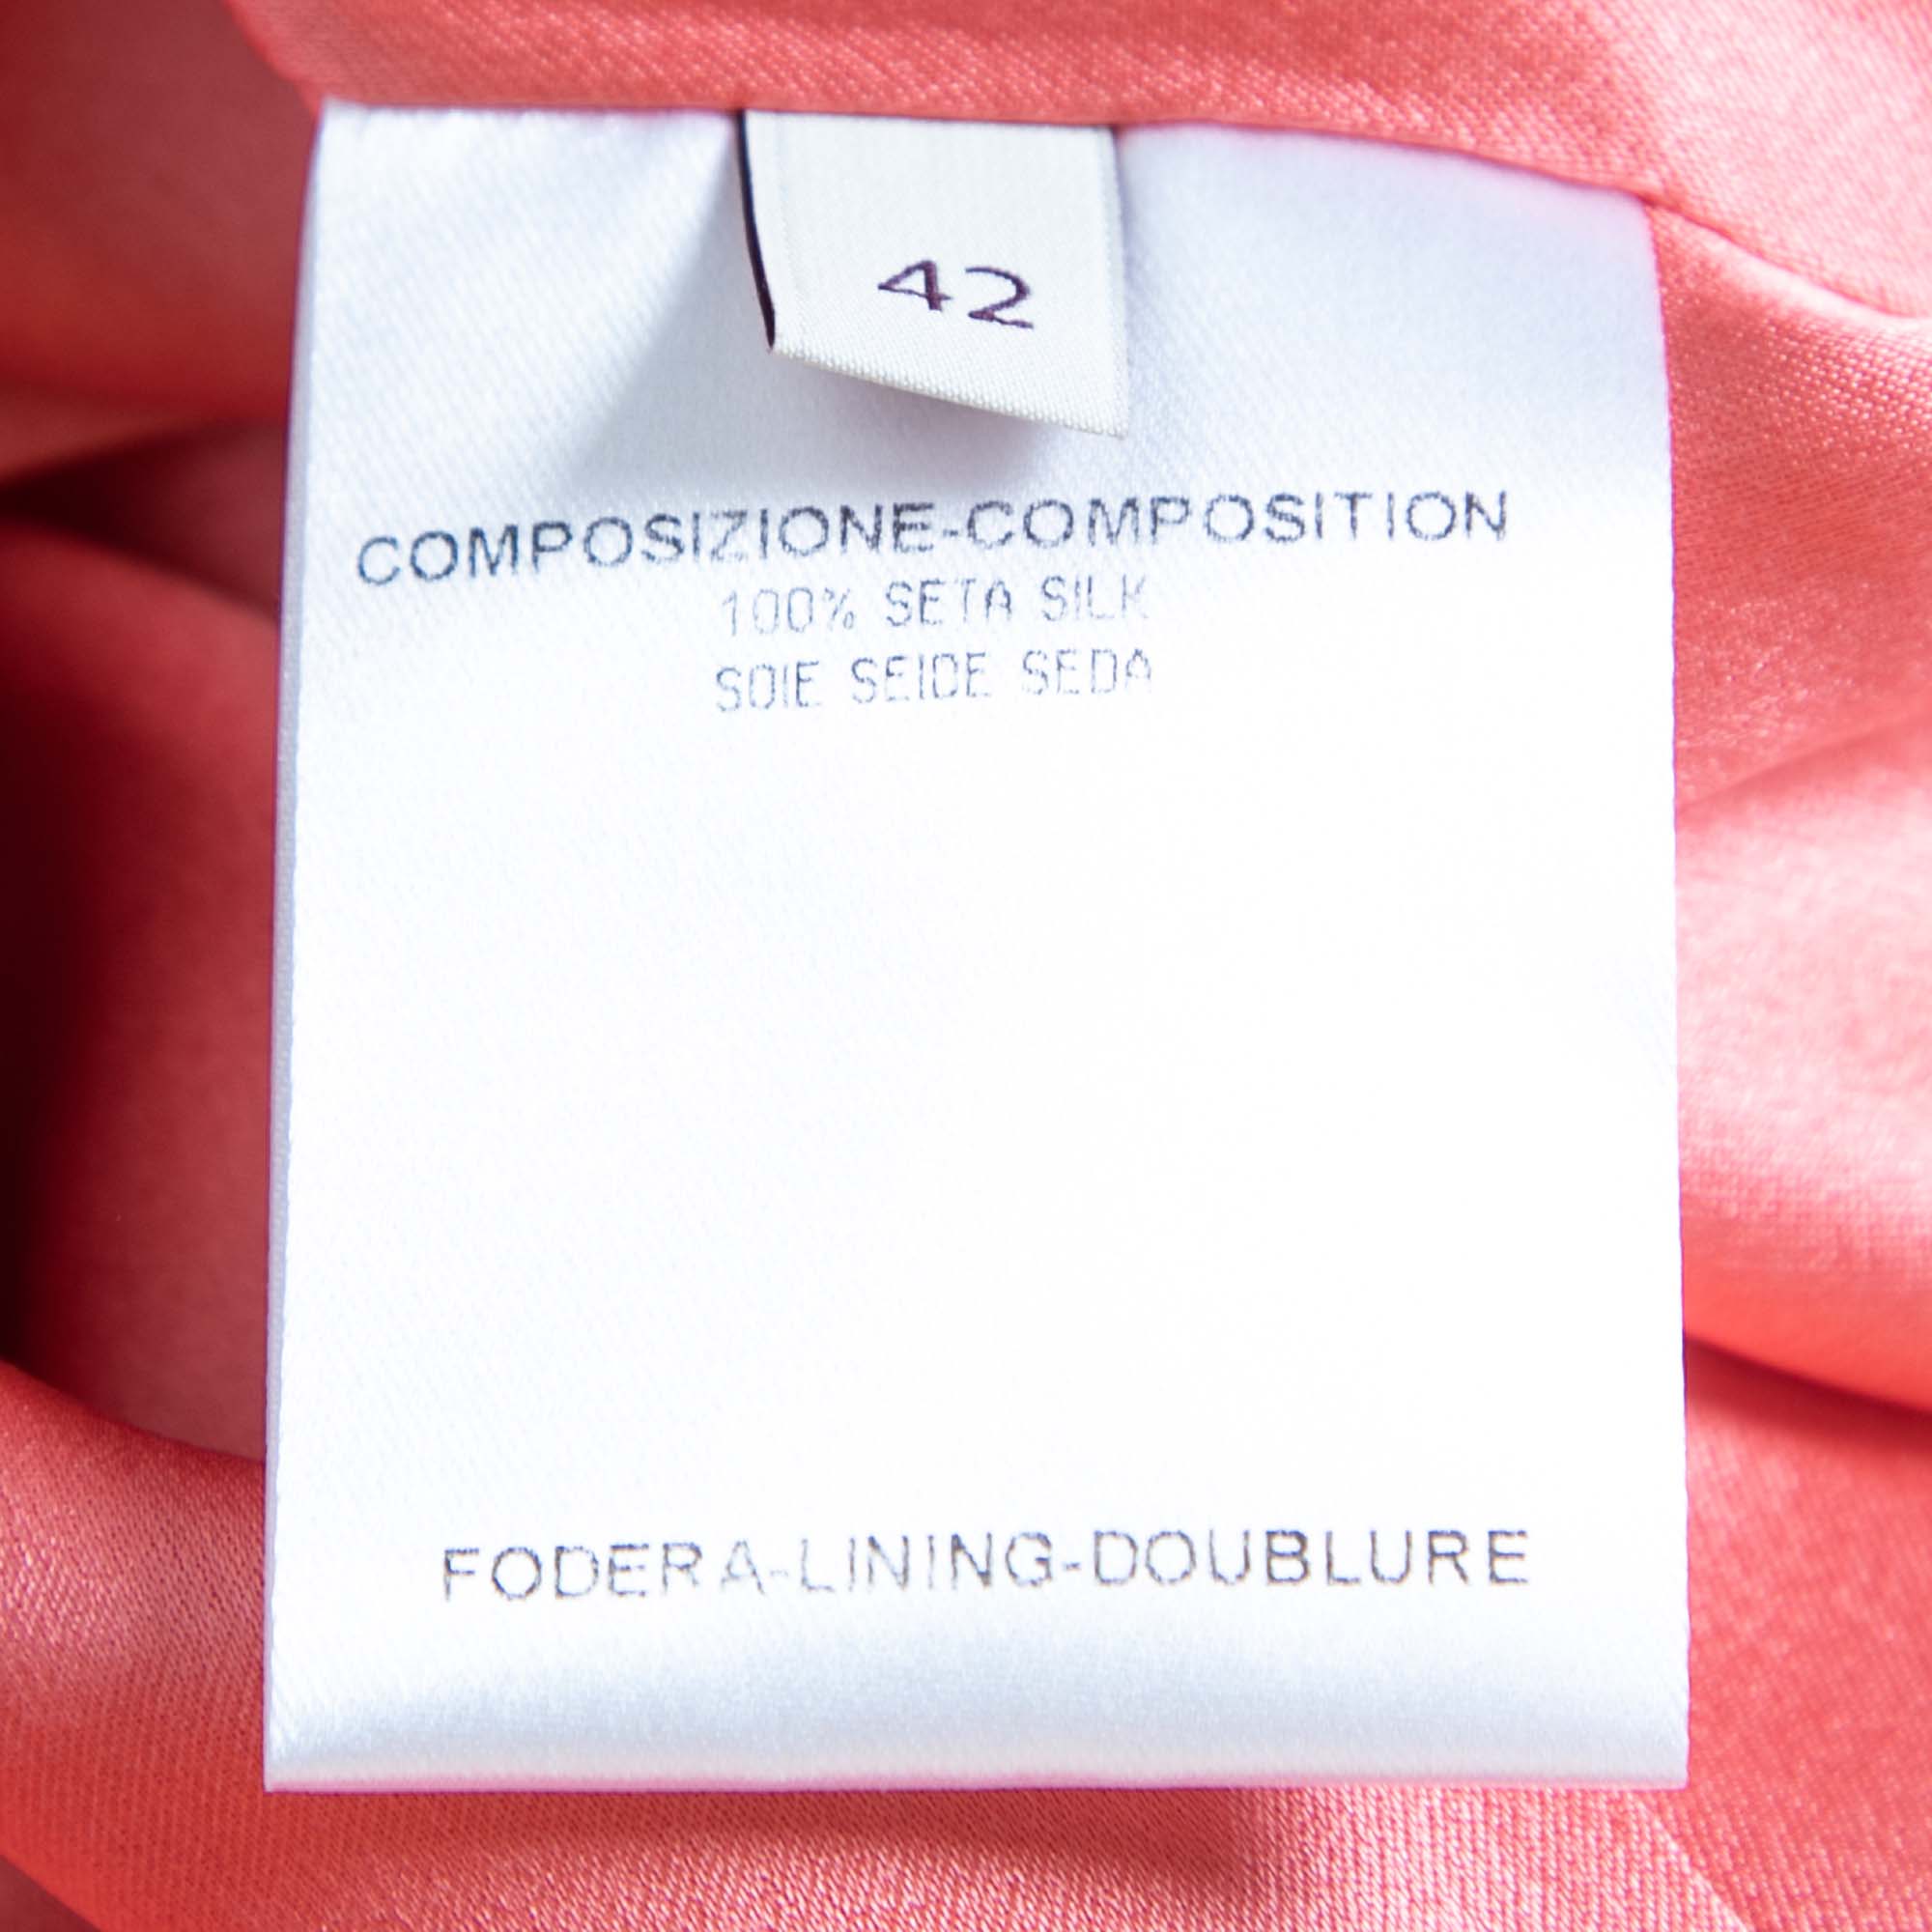 42
COMPOSIZIONE-COMPOSITION
100% SETA SILK
SOIE SEIDE SEDA
FODERA-LINING-DOUBLURE